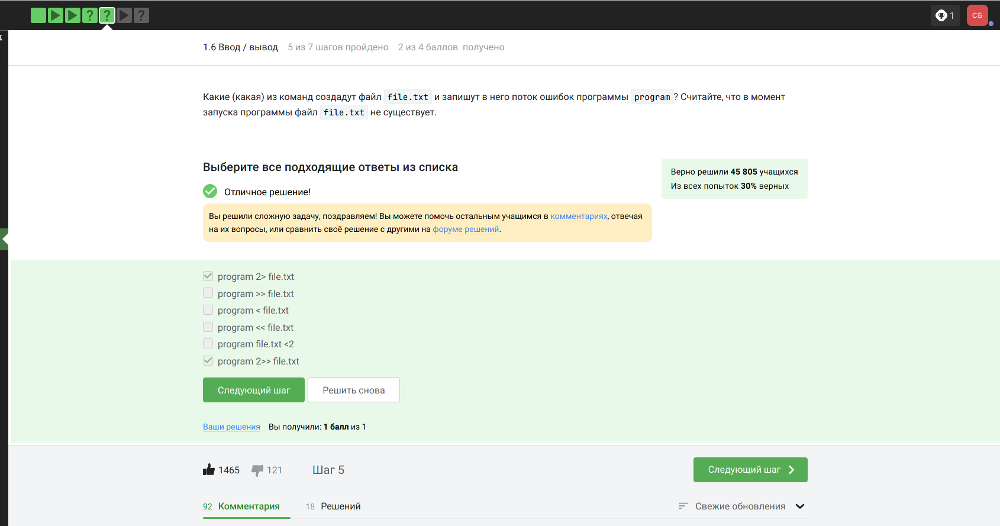 ? ? ?
1
СБ
1.6 Ввод / вывод 5 из 7 шагов пройдено 2 из 4 баллов получено
Какие (какая) из команд создадут файл file.txt и запишут в него поток ошибок программы program? Считайте, что в момент
запуска программы файл file.txt не существует.
Выберите все подходящие ответы из списка
Верно решили 45 805 учащихся
Из всех попыток 30% верных
Отличное решение!
Вы решили сложную задачу, поздравляем! Вы можете помочь остальным учащимся в комментариях, отвечая
на их вопросы, или сравнить своё решение с другими на форуме решений.
program 2> file.txt
program >> file.txt
program < file.txt
program << file.txt
program file.txt <2
program 2>> file.txt
Следующий шаг Решить снова
Ваши решения Вы получили: 1 балл из 1
1465 121 Шаг 5 Следующий шаг
92 Комментария 18 Решений Свежие обновления